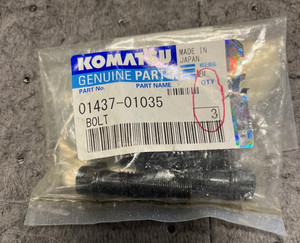 KOMATSU
MADE IN
JAPAN
GENUINE PARTS
PART No. PART NAME QTY
01437-01035
BOLT
3